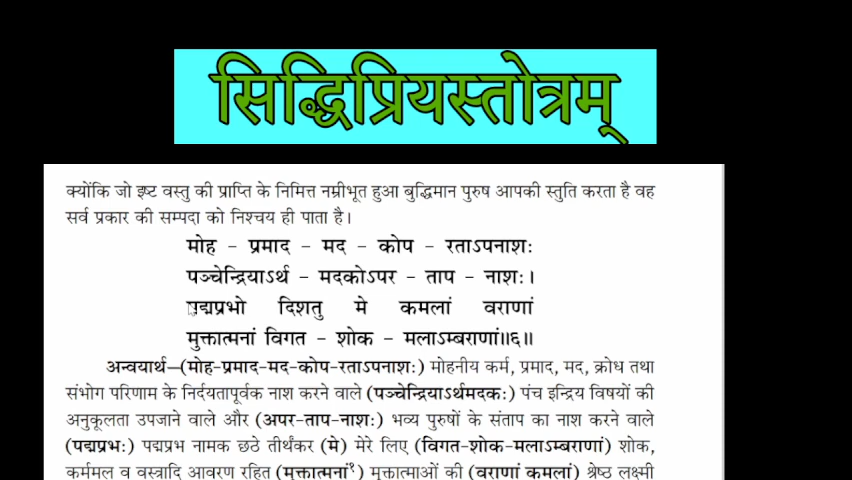 सिद्धिप्रियस्तोत्रम्
क्योंकि जो इष्ट वस्तु की प्राप्ति के निमित्त नम्रीभूत हुआ बुद्धिमान पुरुष आपकी स्तुति करता है वह
सर्व प्रकार की सम्पदा को निश्चय ही पाता है।
मोह - प्रमाद - मद - कोप - रताऽपनाशः
पञ्चेन्द्रियाऽर्थ - मदकोऽपर - ताप - नाशः।
पद्मप्रभो दिशतु मे कमलां वराणां
मुक्तात्मनां विगत - शोक - मलाऽम्बराणां॥६॥
अन्वयार्थ—(मोह-प्रमाद-मद-कोप-रताऽपनाशः) मोहनीय कर्म, प्रमाद, मद, क्रोध तथा
संभोग परिणाम के निर्दयतापूर्वक नाश करने वाले (पञ्चेन्द्रियाऽर्थमदकः) पंच इन्द्रिय विषयों की
अनुकूलता उपजाने वाले और (अपर-ताप-नाशः) भव्य पुरुषों के संताप का नाश करने वाले
(पद्मप्रभः) पद्मप्रभ नामक छठे तीर्थंकर (मे) मेरे लिए (विगत-शोक-मलाऽम्बराणां) शोक,
कर्ममल व वस्त्रादि आवरण रहित (मुक्तात्मनां१) मुक्तात्माओं की (वराणां कमलां) श्रेष्ठ लक्ष्मी